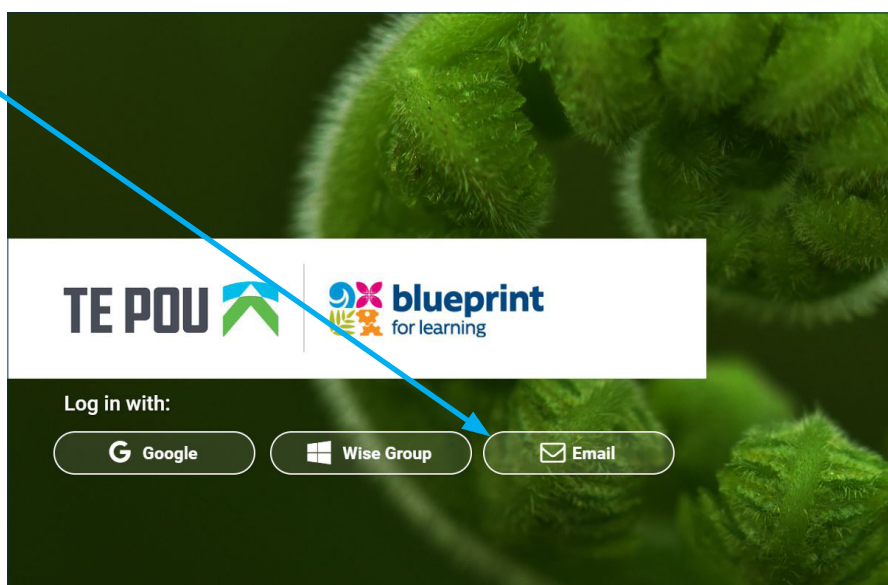 TE POU
blueprint
for learning
Log in with:
Google
Wise Group
Email